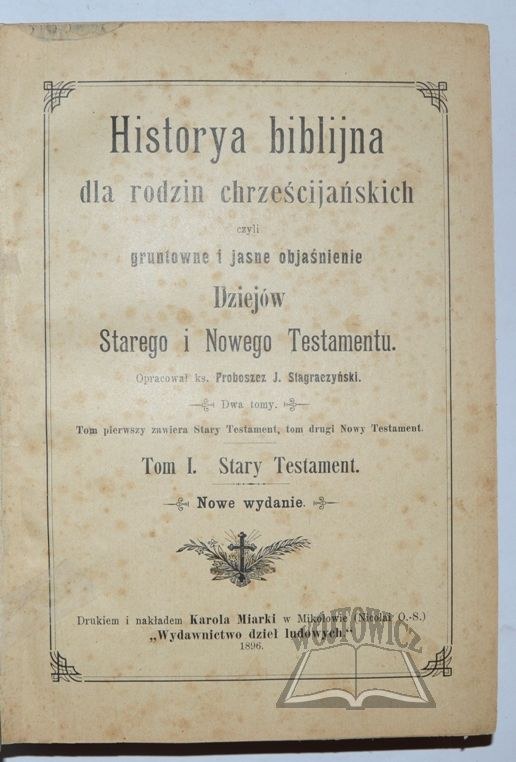 Historya biblijna
dla rodzin chrześcijańskich
czyli
gruntowne i jasne objaśnienie
Dziejów
Starego i Nowego Testamentu.
Opracował ks. Proboszcz J. Stagraczyński.
Dwa tomy.
Tom pierwszy zawiera Stary Testament, tom drugi Nowy Testament.
Tom I. Stary Testament.
Nowe wydanie.
Drukiem i nakładem Karola Miarki w Mikołowie (Nicolai O.-S.)
„Wydawnictwo dzieł ludowych“
1896.
WÓJTOWICZ